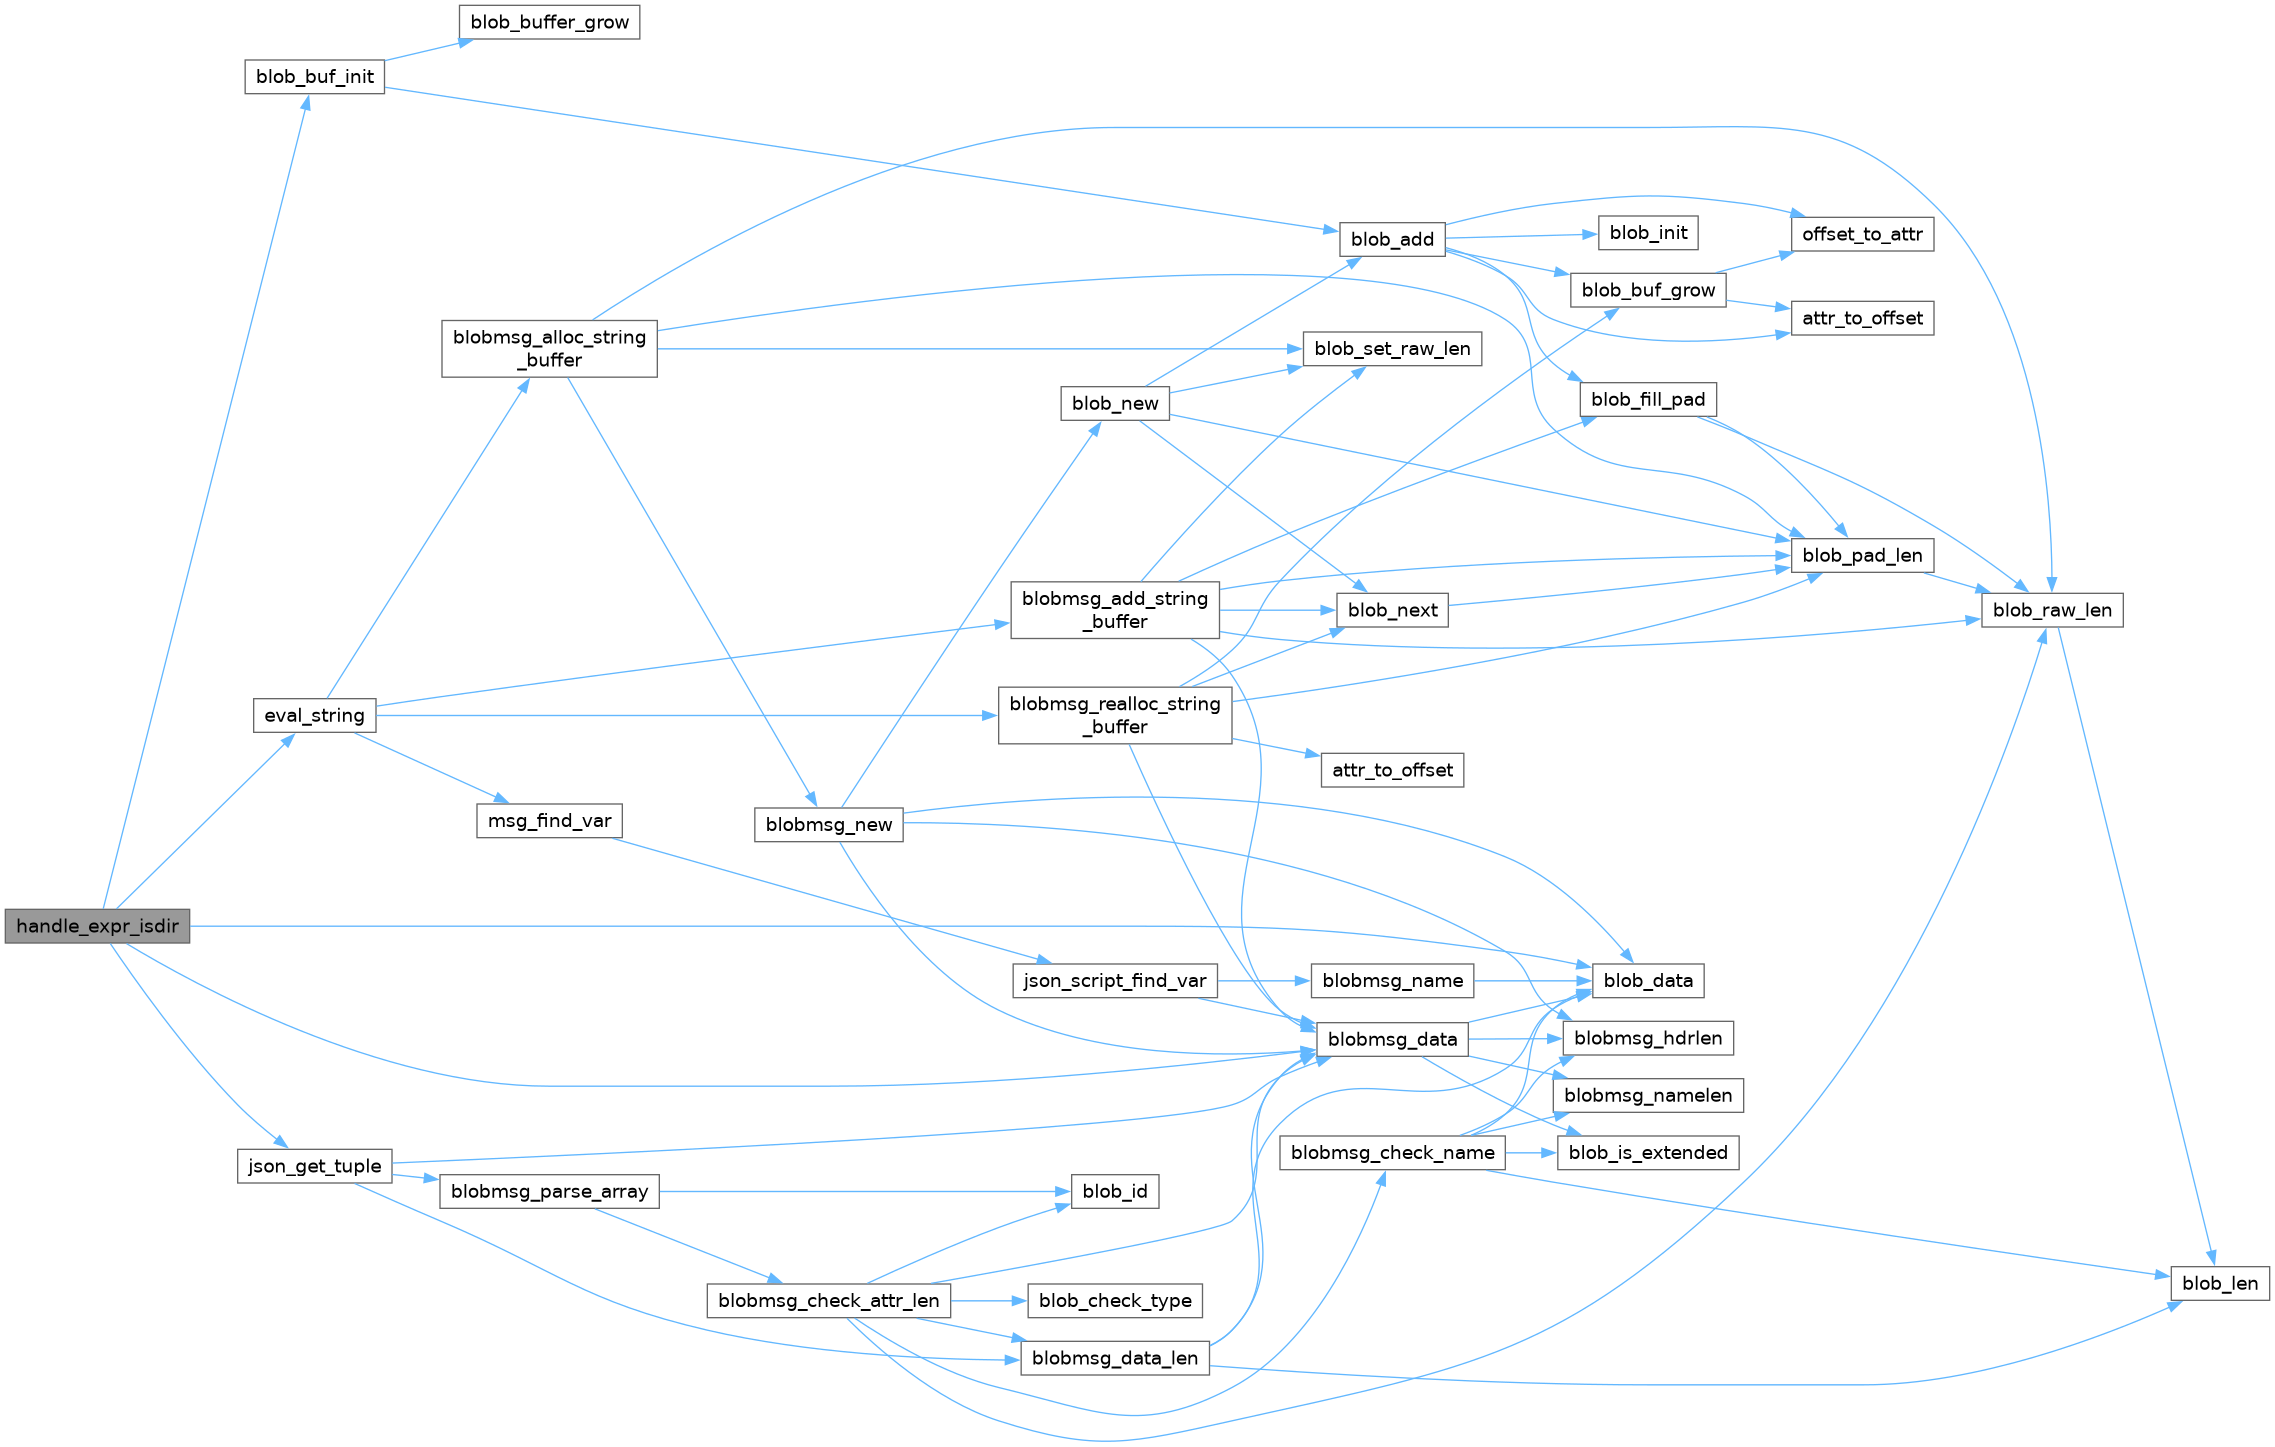 blob_buffer_grow
blob_buf_init
offset_to_attr
blob_init
blob_add
blob_buf_grow
attr_to_offset
blobmsg_alloc_string
_buffer
blob_set_raw_len
blob_new
blob_fill_pad
blob_pad_len
blobmsg_add_string
_buffer
blob_next
blob_raw_len
eval_string
blobmsg_realloc_string
_buffer
attr_to_offset
msg_find_var
blobmsg_new
handle_expr_isdir
json_script_find_var
blobmsg_name
blob_data
blobmsg_data
blobmsg_hdrlen
blobmsg_namelen
blobmsg_check_name
blob_is_extended
json_get_tuple
blobmsg_parse_array
blob_id
blob_len
blobmsg_check_attr_len
blob_check_type
blobmsg_data_len